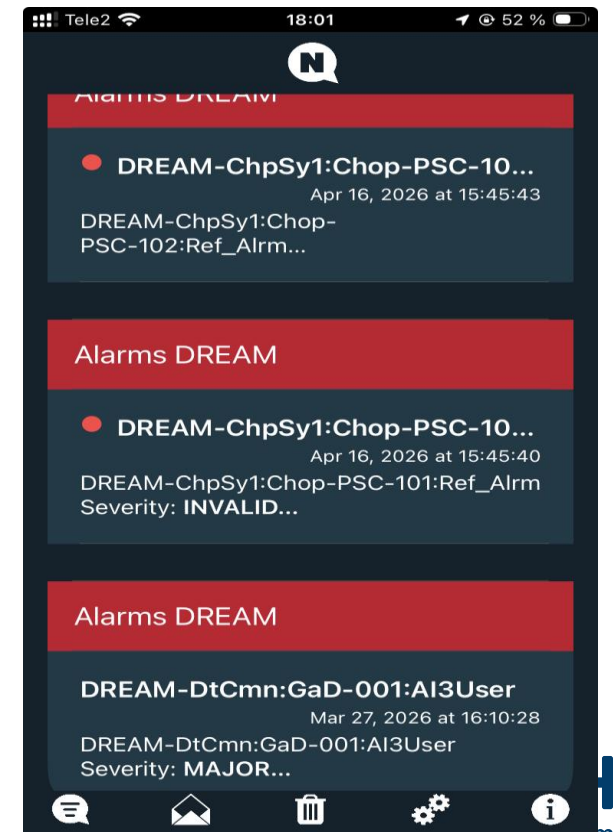 Tele2 18:01 52 %
N
Alarms DREAM
DREAM-ChpSy1:Chop-PSC-10...
Apr 16, 2026 at 15:45:43
DREAM-ChpSy1:Chop-
PSC-102:Ref_Alrm...
Alarms DREAM
DREAM-ChpSy1:Chop-PSC-10...
Apr 16, 2026 at 15:45:40
DREAM-ChpSy1:Chop-PSC-101:Ref_Alrm
Severity: INVALID...
Alarms DREAM
DREAM-DtCmn:GaD-001:AI3User
Mar 27, 2026 at 16:10:28
DREAM-DtCmn:GaD-001:AI3User
Severity: MAJOR...